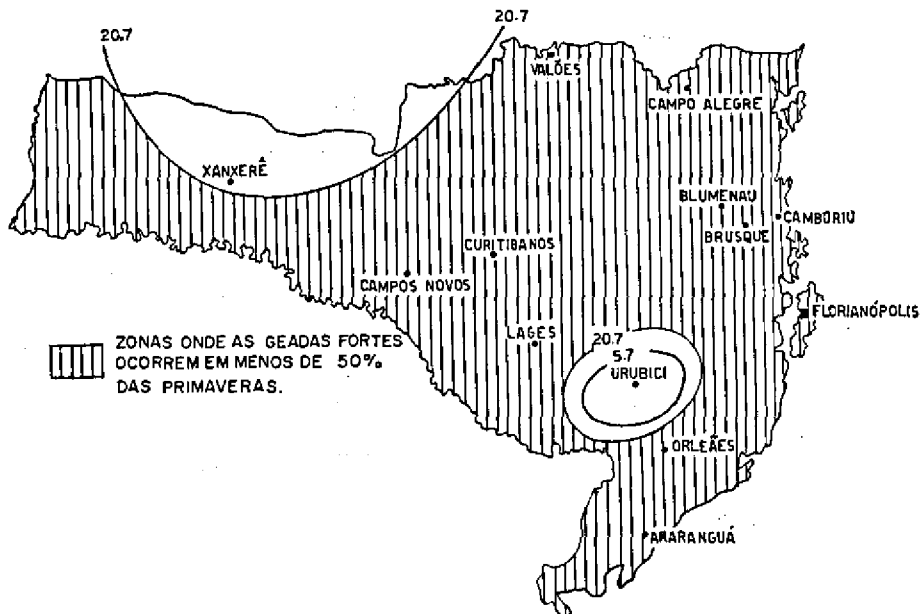 20.7
20.7
VALÕES
CAMPO ALEGRE
XANXERÊ
BLUMENAU
CAMBORIÚ
BRUSQUE
CURITIBANOS
CAMPOS NOVOS
FLORIANÓPOLIS
LAGES
20.7
5.7
URUBICI
ZONAS ONDE AS GEADAS FORTES
OCORREM EM MENOS DE 50%
DAS PRIMAVERAS.
ORLEÃES
ARARANGUÁ